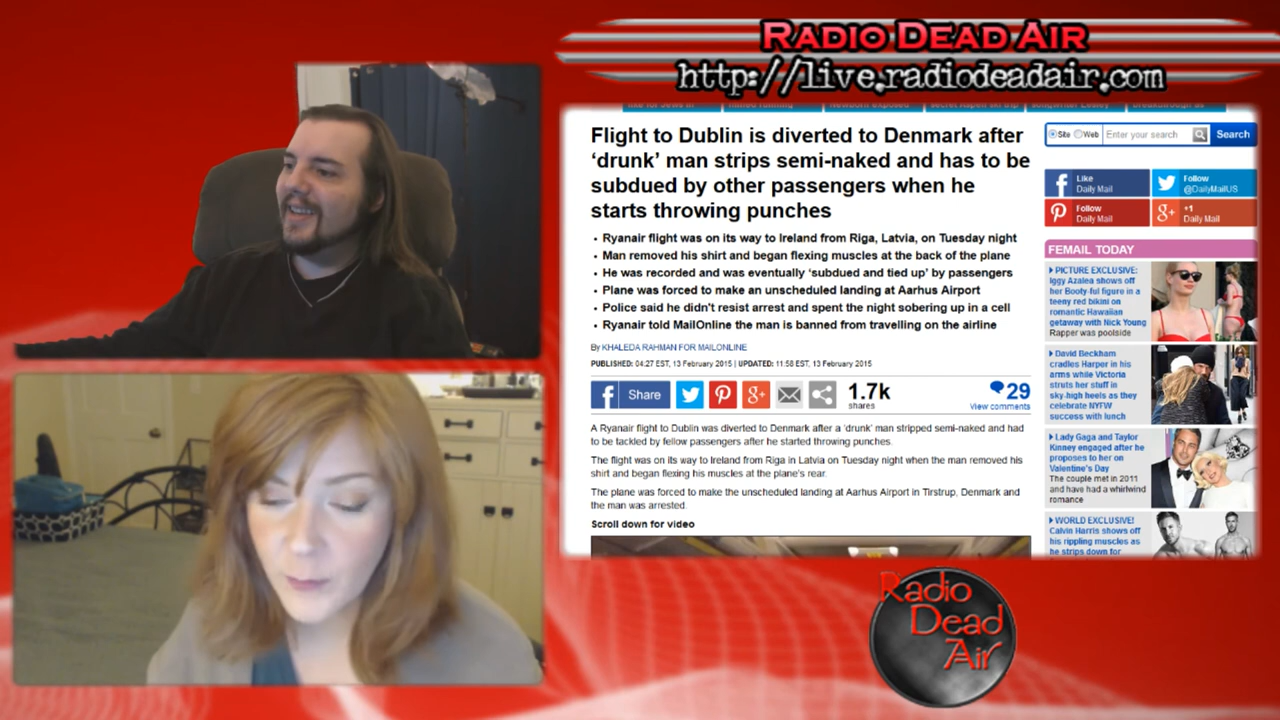 RADIO DEAD AIR
http://live.radiodeadair.com
Flight to Dublin is diverted to Denmark after
‘drunk’ man strips semi-naked and has to be
subdued by other passengers when he
starts throwing punches
• Ryanair flight was on its way to Ireland from Riga, Latvia, on Tuesday night
• Man removed his shirt and began flexing muscles at the back of the plane
• He was recorded and was eventually ‘subdued and tied up’ by passengers
• Plane was forced to make an unscheduled landing at Aarhus Airport
• Police said he didn't resist arrest and spent the night sobering up in a cell
• Ryanair told MailOnline the man is banned from travelling on the airline
By KHALEDA RAHMAN FOR MAILONLINE
PUBLISHED: 04:27 EST, 13 February 2015 | UPDATED: 11:58 EST, 13 February 2015
Share
1.7k
shares
29
View comments
A Ryanair flight to Dublin was diverted to Denmark after a ‘drunk’ man stripped semi-naked and had
to be tackled by fellow passengers after he started throwing punches.
The flight was on its way to Ireland from Riga in Latvia on Tuesday night when the man removed his
shirt and began flexing his muscles at the plane's rear.
The plane was forced to make the unscheduled landing at Aarhus Airport in Tirstrup, Denmark and
the man was arrested.
Scroll down for video
Site Web Enter your search Search
Like
Daily Mail
Follow
@DailyMailUS
Follow
Daily Mail
+1
Daily Mail
FEMAIL TODAY
PICTURE EXCLUSIVE:
Iggy Azalea shows off
her Booty-ful figure in a
teeny red bikini on
romantic Hawaiian
getaway with Nick Young
Rapper was poolside
David Beckham
cradles Harper in his
arms while Victoria
struts her stuff in
sky-high heels as they
celebrate NYFW
success with lunch
Lady Gaga and Taylor
Kinney engaged after he
proposes to her on
Valentine's Day
The couple met in 2011
and have had a whirlwind
romance
WORLD EXCLUSIVE!
Calvin Harris shows off
his rippling muscles as
he strips down for
Radio
Dead
Air